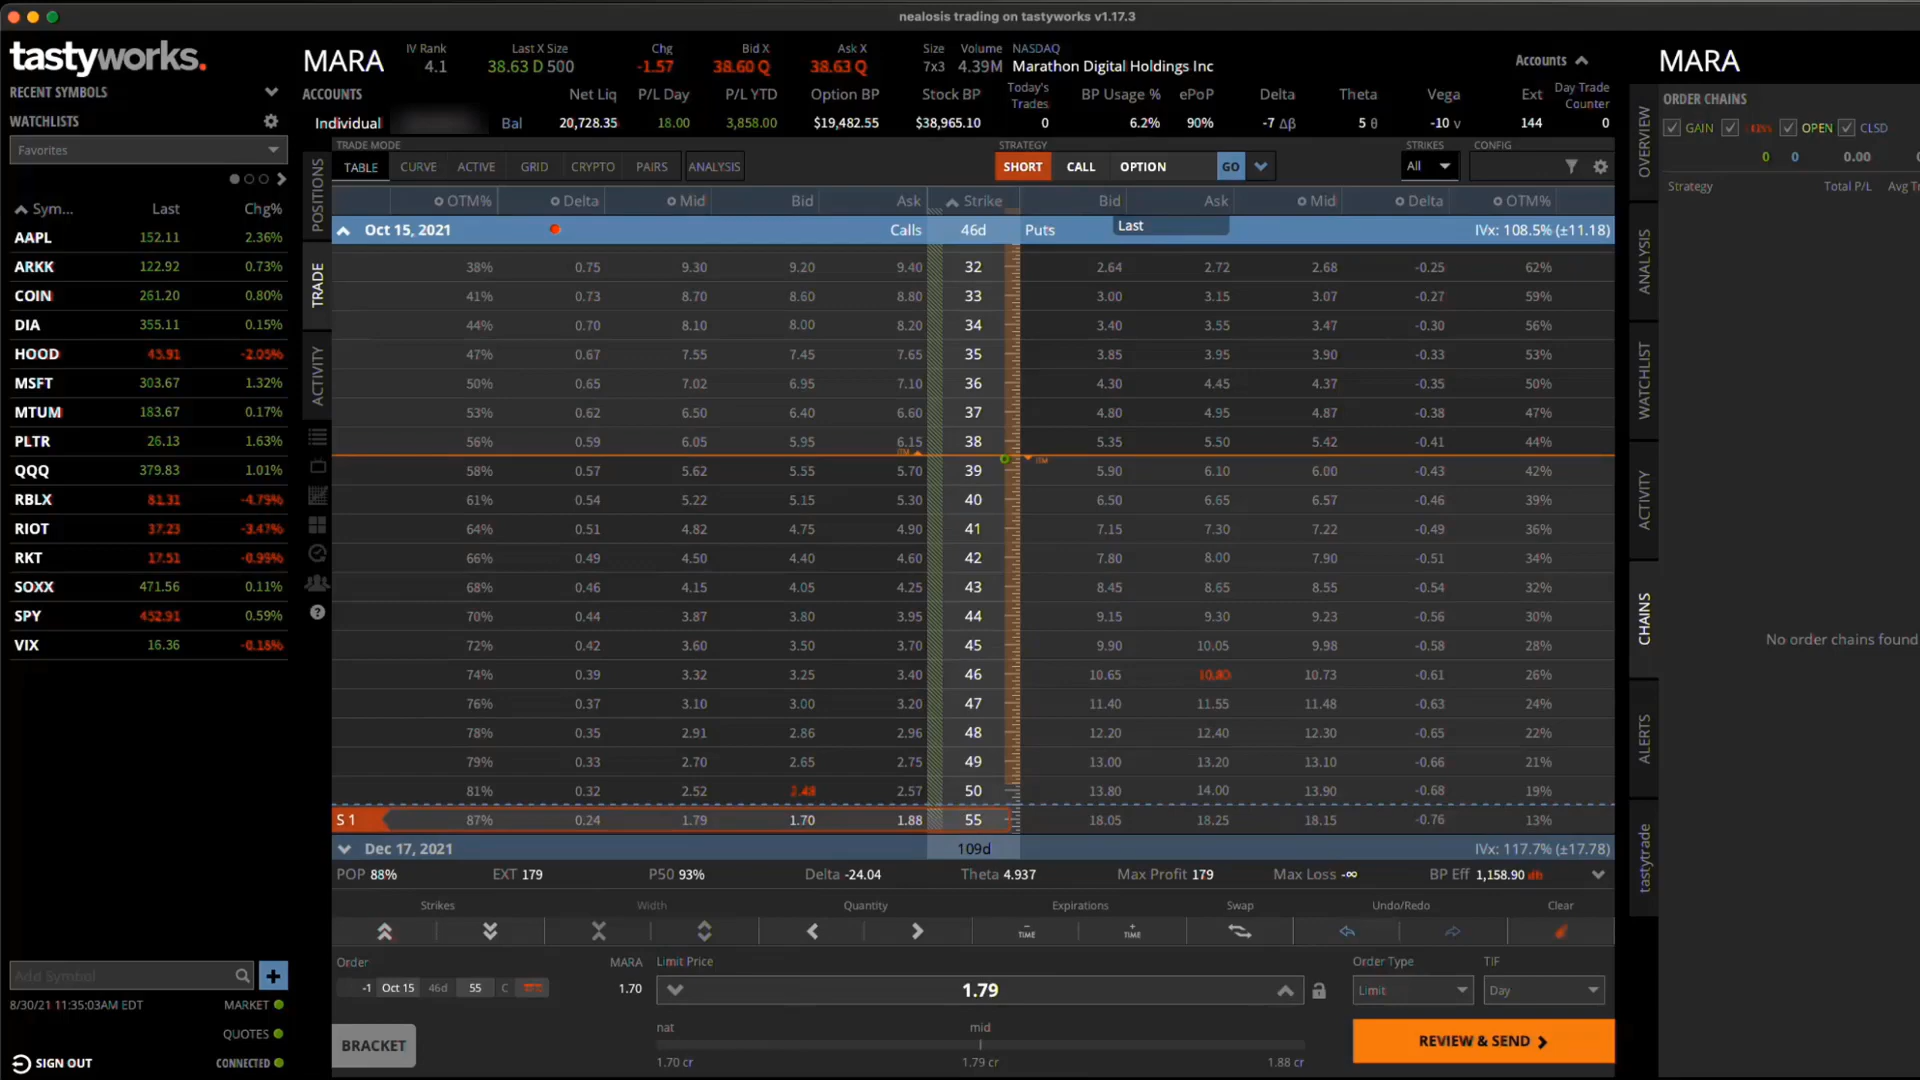 nealosis trading on tastyworks v1.17.3
tastyworks.
RECENT SYMBOLS
WATCHLISTS
Favorites
Sym... Last Chg%
AAPL 152.11 2.36%
ARKK 122.92 0.73%
COIN 261.20 0.80%
DIA 355.11 0.15%
HOOD 43.91 -2.05%
MSFT 303.67 1.32%
MTUM 183.67 0.17%
PLTR 26.13 1.63%
QQQ 379.83 1.01%
RBLX 81.31 -4.79%
RIOT 37.23 -3.47%
RKT 17.51 -0.99%
SOXX 471.56 0.11%
SPY 452.91 0.59%
VIX 16.36 -0.18%
Add Symbol
8/30/21 11:35:03AM EDT MARKET
QUOTES
SIGN OUT CONNECTED
MARA IV Rank Last X Size Chg Bid X Ask X Size Volume NASDAQ
4.1 38.63 D 500 -1.57 38.60 Q 38.63 Q 7x3 4.39M Marathon Digital Holdings Inc
Accounts
ACCOUNTS Net Liq P/L Day P/L YTD Option BP Stock BP Today's Trades BP Usage % ePoP Delta Theta Vega Ext Day Trade Counter
Individual Bal 20,728.35 18.00 3,858.00 $19,482.55 $38,965.10 0 6.2% 90% -7 Δβ 5 θ -10 v 144 0
TRADE MODE STRATEGY STRIKES CONFIG
TABLE CURVE ACTIVE GRID CRYPTO PAIRS ANALYSIS SHORT CALL OPTION GO All
POSITIONS
TRADE
ACTIVITY
OTM% Delta Mid Bid Ask Strike Bid Ask Mid Delta OTM%
Oct 15, 2021 Calls 46d Puts Last IVx: 108.5% (±11.18)
38% 0.75 9.30 9.20 9.40 32 2.64 2.72 2.68 -0.25 62%
41% 0.73 8.70 8.60 8.80 33 3.00 3.15 3.07 -0.27 59%
44% 0.70 8.10 8.00 8.20 34 3.40 3.55 3.47 -0.30 56%
47% 0.67 7.55 7.45 7.65 35 3.85 3.95 3.90 -0.33 53%
50% 0.65 7.02 6.95 7.10 36 4.30 4.45 4.37 -0.35 50%
53% 0.62 6.50 6.40 6.60 37 4.80 4.95 4.87 -0.38 47%
56% 0.59 6.05 5.95 6.15 38 5.35 5.50 5.42 -0.41 44%
ITM ITM
58% 0.57 5.62 5.55 5.70 39 5.90 6.10 6.00 -0.43 42%
61% 0.54 5.22 5.15 5.30 40 6.50 6.65 6.57 -0.46 39%
64% 0.51 4.82 4.75 4.90 41 7.15 7.30 7.22 -0.49 36%
66% 0.49 4.50 4.40 4.60 42 7.80 8.00 7.90 -0.51 34%
68% 0.46 4.15 4.05 4.25 43 8.45 8.65 8.55 -0.54 32%
70% 0.44 3.87 3.80 3.95 44 9.15 9.30 9.23 -0.56 30%
72% 0.42 3.60 3.50 3.70 45 9.90 10.05 9.98 -0.58 28%
74% 0.39 3.32 3.25 3.40 46 10.65 10.80 10.73 -0.61 26%
76% 0.37 3.10 3.00 3.20 47 11.40 11.55 11.48 -0.63 24%
78% 0.35 2.91 2.86 2.96 48 12.20 12.40 12.30 -0.65 22%
79% 0.33 2.70 2.65 2.75 49 13.00 13.20 13.10 -0.66 21%
81% 0.32 2.52 2.48 2.57 50 13.80 14.00 13.90 -0.68 19%
S 1 87% 0.24 1.79 1.70 1.88 55 18.05 18.25 18.15 -0.76 13%
Dec 17, 2021 109d IVx: 117.7% (±17.78)
POP 88% EXT 179 P50 93% Delta -24.04 Theta 4.937 Max Profit 179 Max Loss -∞ BP Eff 1,158.90 db
Strikes Width Quantity Expirations Swap Undo/Redo Clear
TIME TIME
Order MARA Limit Price Order Type TIF
-1 Oct 15 46d 55 C 1.70 1.79 Limit Day
nat mid
BRACKET REVIEW & SEND
1.70 cr 1.79 cr 1.88 cr
MARA
ORDER CHAINS
GAIN OPEN CLSD
0 0 0.00
Strategy Total P/L Avg
No order chains found
OVERVIEW
ANALYSIS
WATCHLIST
ACTIVITY
CHAINS
ALERTS
tastytrade